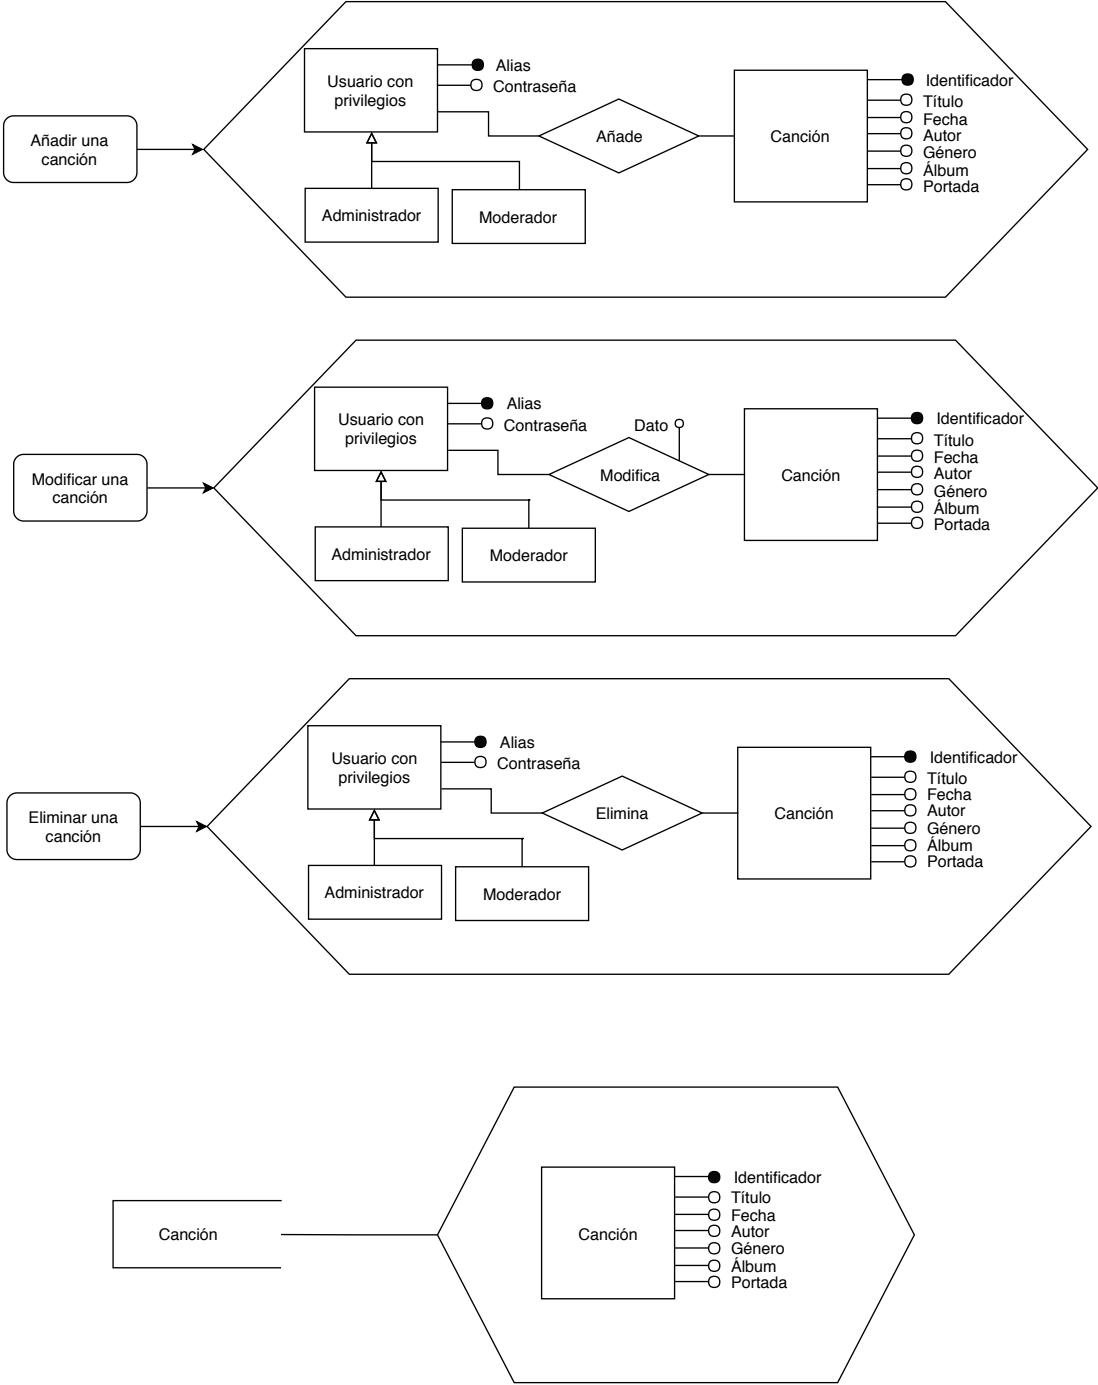 Añadir una
canción
Usuario con
privilegios
Alias
Contraseña
Administrador
Moderador
Añade
Canción
Identificador
Título
Fecha
Autor
Género
Álbum
Portada
Modificar una
canción
Usuario con
privilegios
Alias
Contraseña
Administrador
Moderador
Dato
Modifica
Canción
Identificador
Título
Fecha
Autor
Género
Álbum
Portada
Eliminar una
canción
Usuario con
privilegios
Alias
Contraseña
Administrador
Moderador
Elimina
Canción
Identificador
Título
Fecha
Autor
Género
Álbum
Portada
Canción
Canción
Identificador
Título
Fecha
Autor
Género
Álbum
Portada